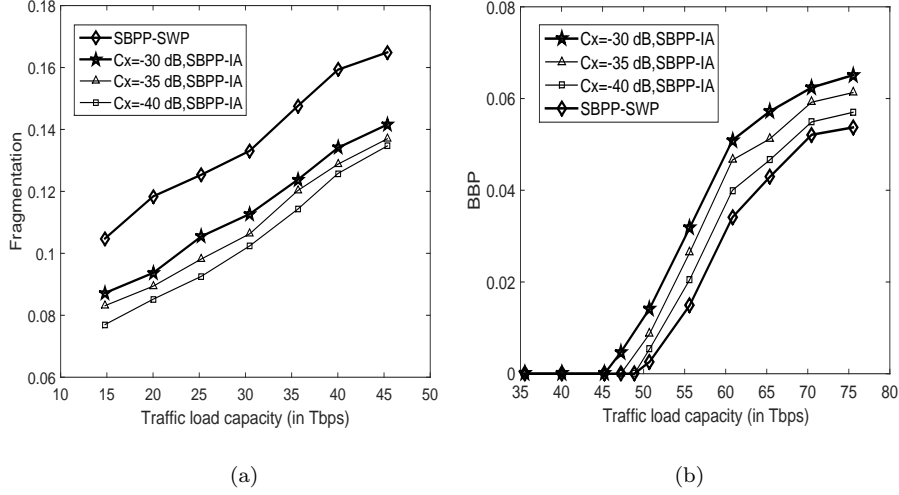 0.18
0.16
0.14
0.12
0.1
0.08
0.06
Fragmentation
SBPP-SWP
Cx=-30 dB,SBPP-IA
Cx=-35 dB,SBPP-IA
Cx=-40 dB,SBPP-IA
10 15 20 25 30 35 40 45 50
Traffic load capacity (in Tbps)
(a)
0.08
0.06
0.04
0.02
0
BBP
Cx=-30 dB,SBPP-IA
Cx=-35 dB,SBPP-IA
Cx=-40 dB,SBPP-IA
SBPP-SWP
35 40 45 50 55 60 65 70 75 80
Traffic load capacity (in Tbps)
(b)